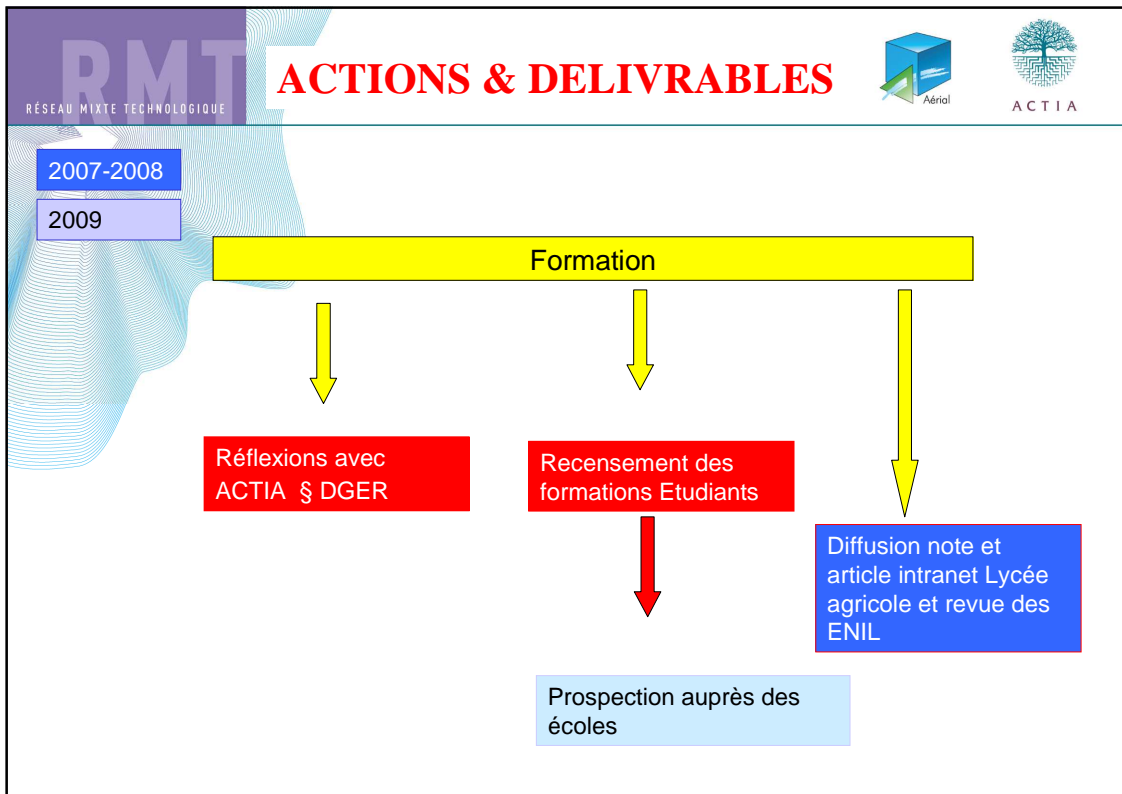 RMT
RÉSEAU MIXTE TECHNOLOGIQUE
ACTIONS & DELIVRABLES
Aérial
ACTIA
2007-2008
2009
Formation
Réflexions avec
ACTIA § DGER
Recensement des
formations Etudiants
Diffusion note et
article intranet Lycée
agricole et revue des
ENIL
Prospection auprès des
écoles